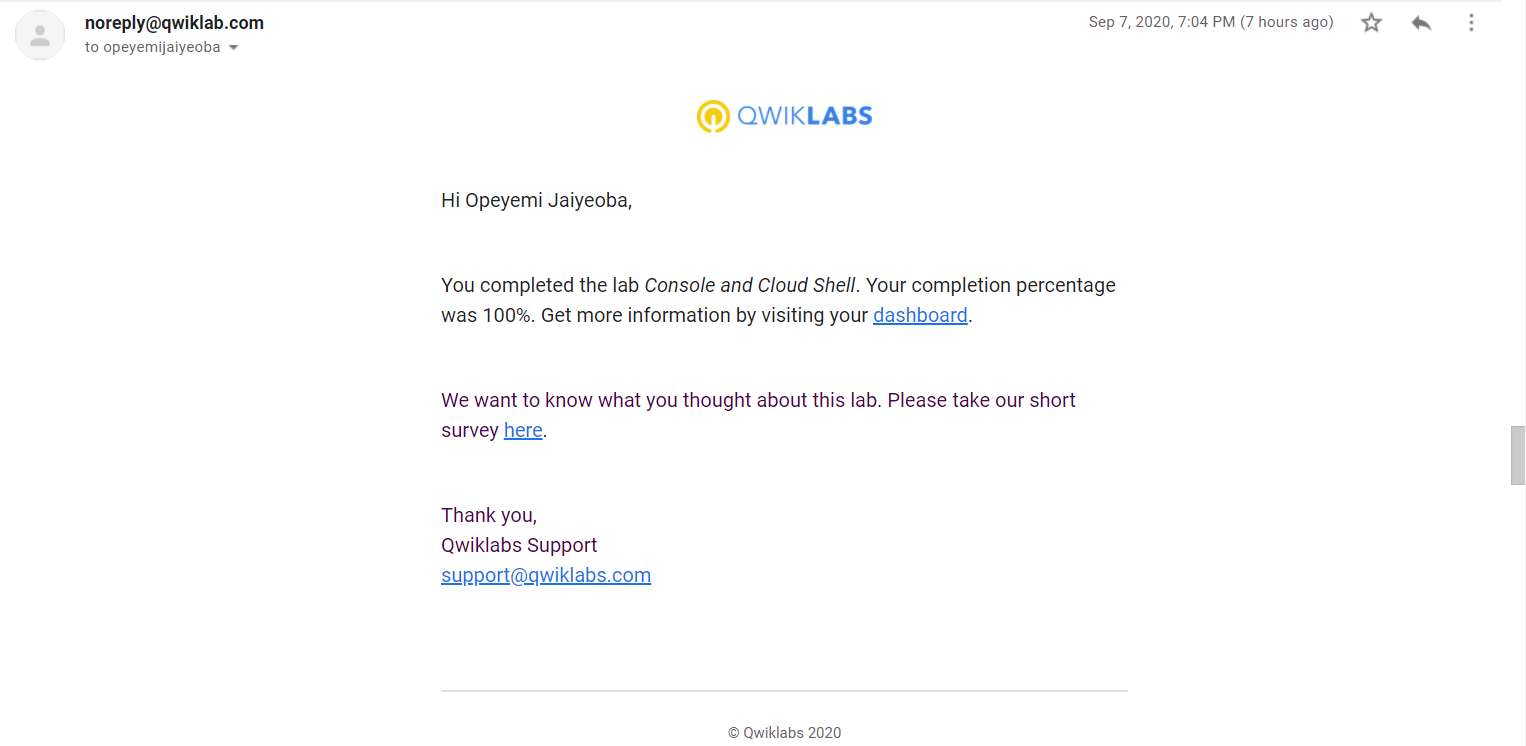 noreply@qwiklab.com
Sep 7, 2020, 7:04 PM (7 hours ago)
to opeyemijaiyeoba
QWIKLABS
Hi Opeyemi Jaiyeoba,
You completed the lab Console and Cloud Shell. Your completion percentage
was 100%. Get more information by visiting your dashboard.
We want to know what you thought about this lab. Please take our short
survey here.
Thank you,
Qwiklabs Support
support@qwiklabs.com
© Qwiklabs 2020